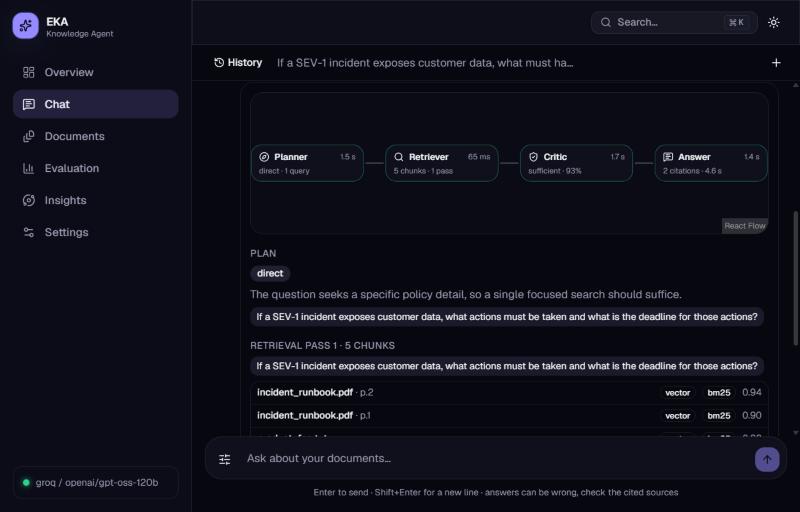 EKA
Knowledge Agent
Overview
Chat
Documents
Evaluation
Insights
Settings
groq / openai/gpt-oss-120b
Search...
⌘ K
History
If a SEV-1 incident exposes customer data, what must ha...
Planner 1.5 s
direct · 1 query
Retriever 65 ms
5 chunks · 1 pass
Critic 1.7 s
sufficient · 93%
Answer 1.4 s
2 citations · 4.6 s
React Flow
PLAN
direct
The question seeks a specific policy detail, so a single focused search should suffice.
If a SEV-1 incident exposes customer data, what actions must be taken and what is the deadline for those actions?
RETRIEVAL PASS 1 · 5 CHUNKS
If a SEV-1 incident exposes customer data, what actions must be taken and what is the deadline for those actions?
incident_runbook.pdf · p.2 vector bm25 0.94
incident_runbook.pdf · p.1 vector bm25 0.90
Ask about your documents...
Enter to send · Shift+Enter for a new line · answers can be wrong, check the cited sources